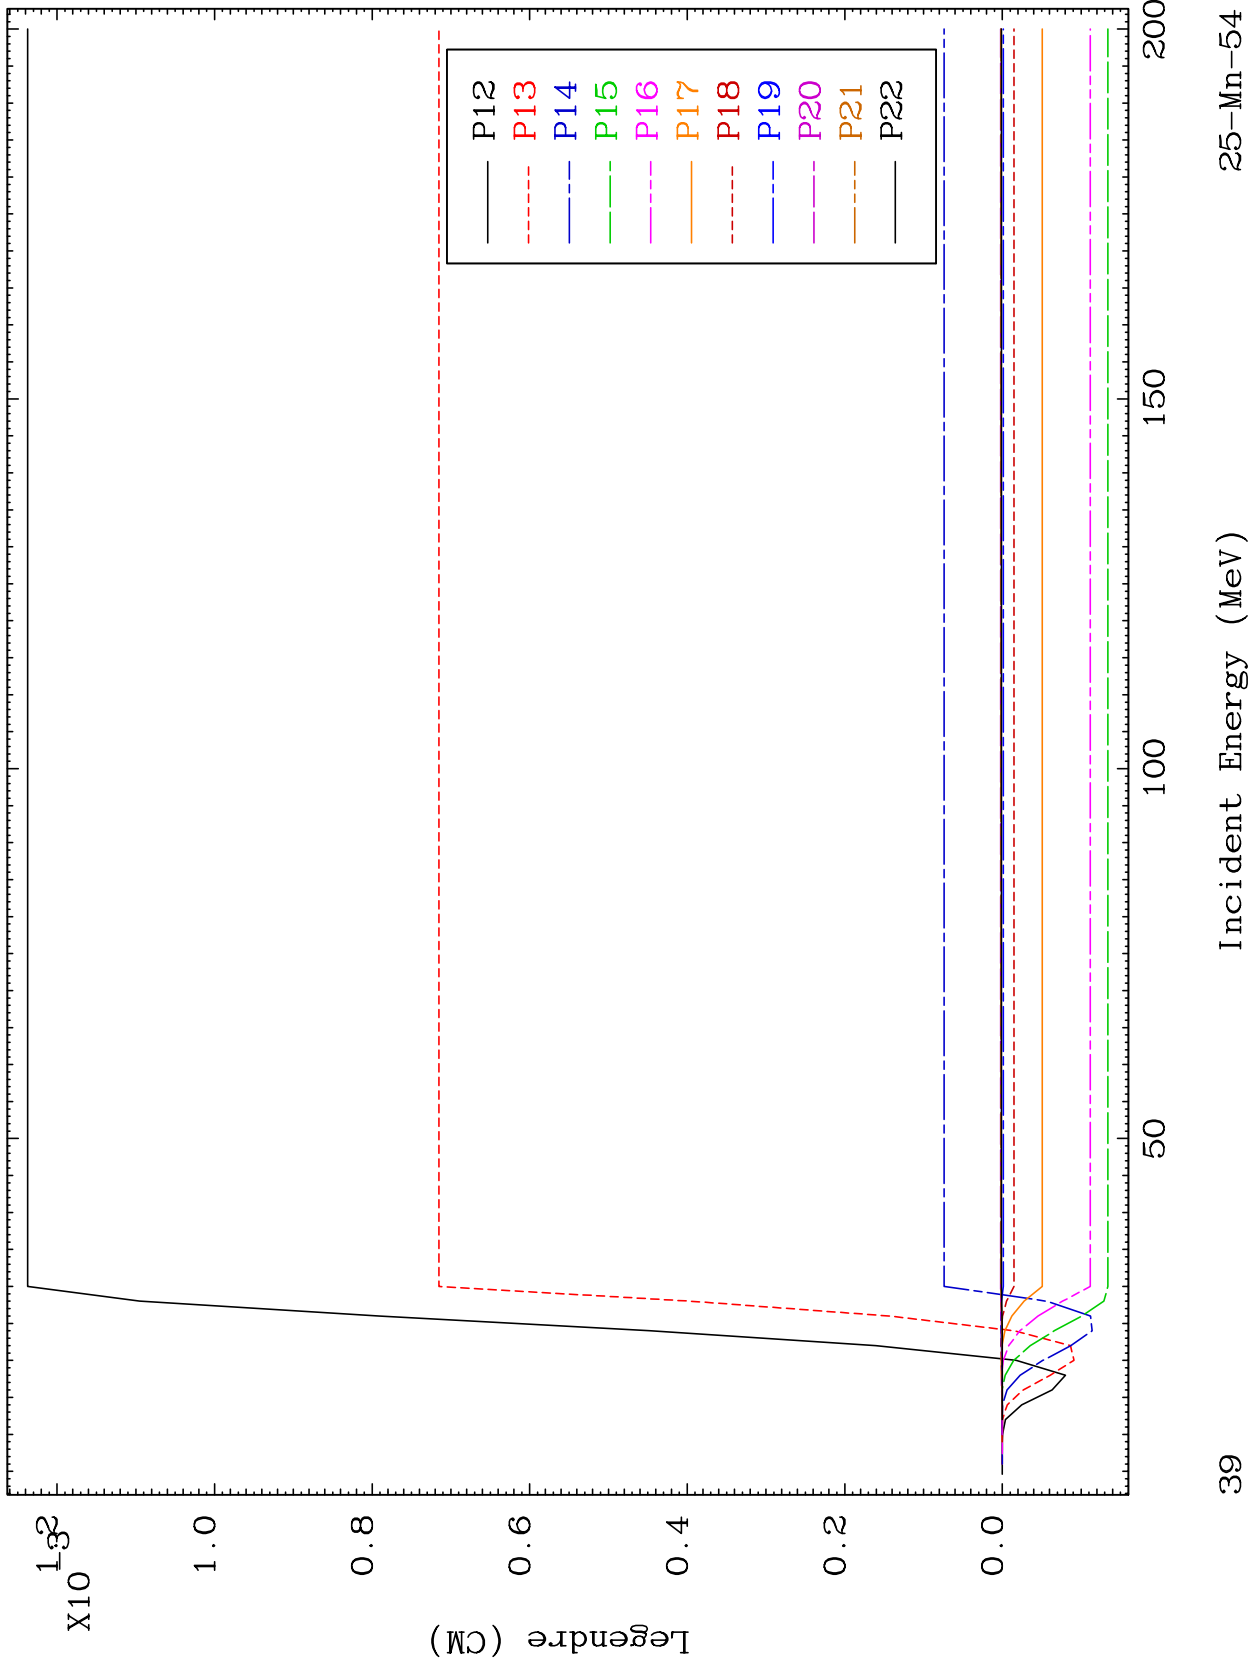 X10
-3
1.2
1.0
0.8
0.6
0.4
0.2
0.0
Legendre (CM)
P12
P13
P14
P15
P16
P17
P18
P19
P20
P21
P22
50
100
150
200
39
Incident Energy (MeV)
25-Mn-54